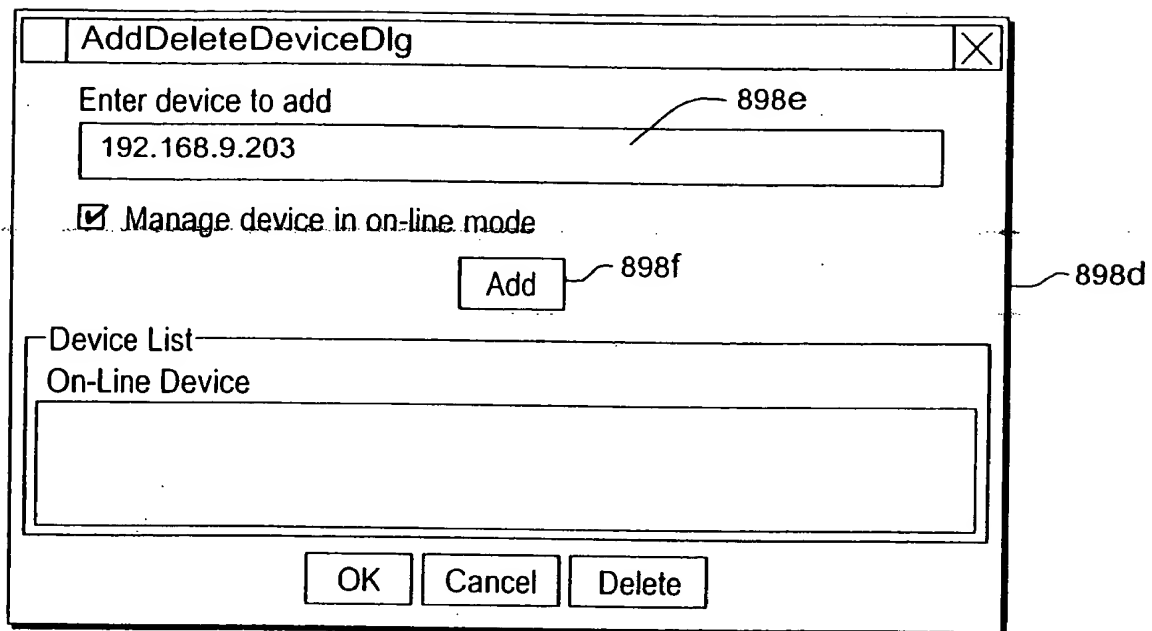 AddDeleteDeviceDlg
Enter device to add
898e
192.168.9.203
Manage device in on-line mode
Add
898f
898d
Device List
On-Line Device
OK Cancel Delete